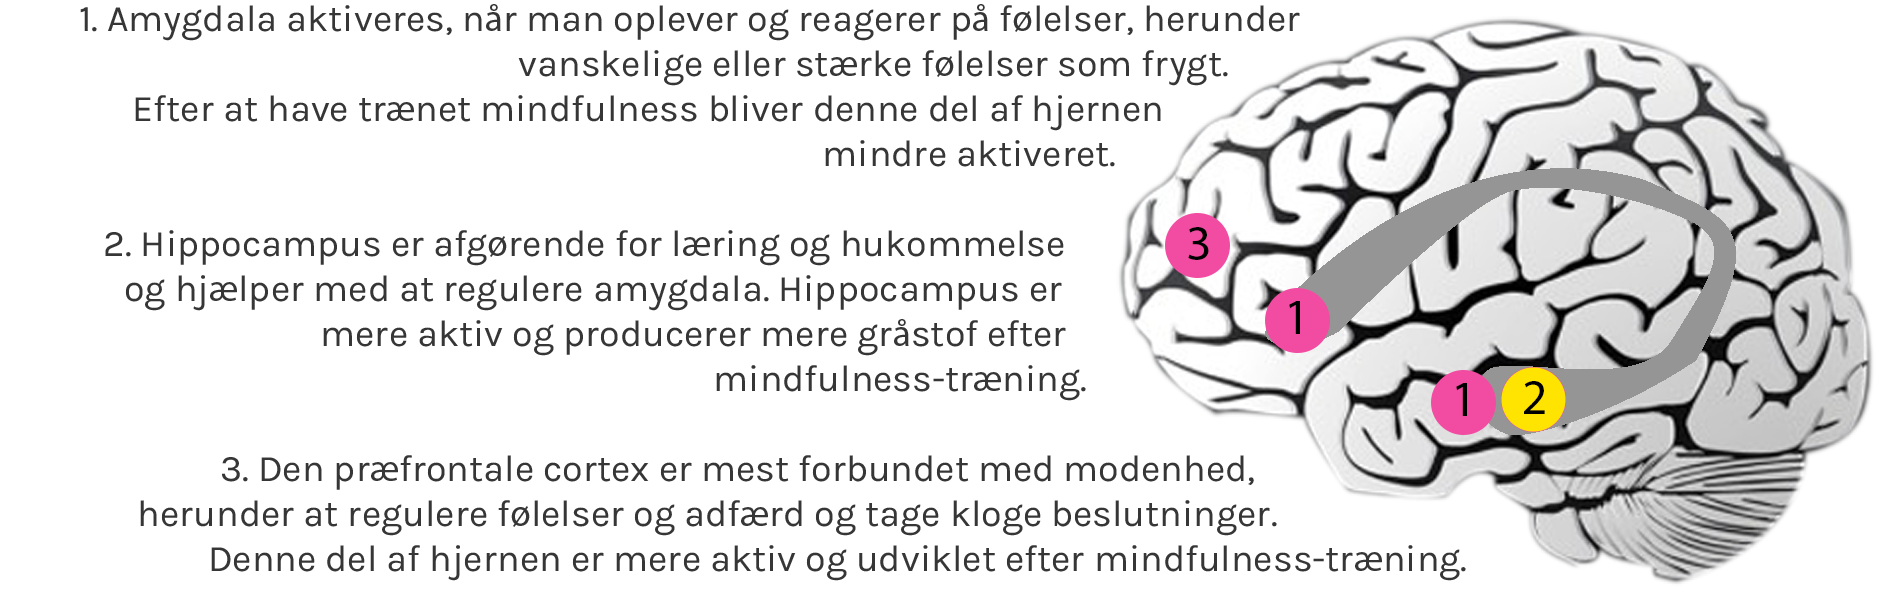 1. Amygdala aktiveres, når man oplever og reagerer på følelser, herunder
vanskelige eller stærke følelser som frygt.
Efter at have trænet mindfulness bliver denne del af hjernen
mindre aktiveret.
2. Hippocampus er afgørende for læring og hukommelse
og hjælper med at regulere amygdala. Hippocampus er
mere aktiv og producerer mere gråstof efter
mindfulness-træning.
3. Den præfrontale cortex er mest forbundet med modenhed,
herunder at regulere følelser og adfærd og tage kloge beslutninger.
Denne del af hjernen er mere aktiv og udviklet efter mindfulness-træning.
3
1
1
2